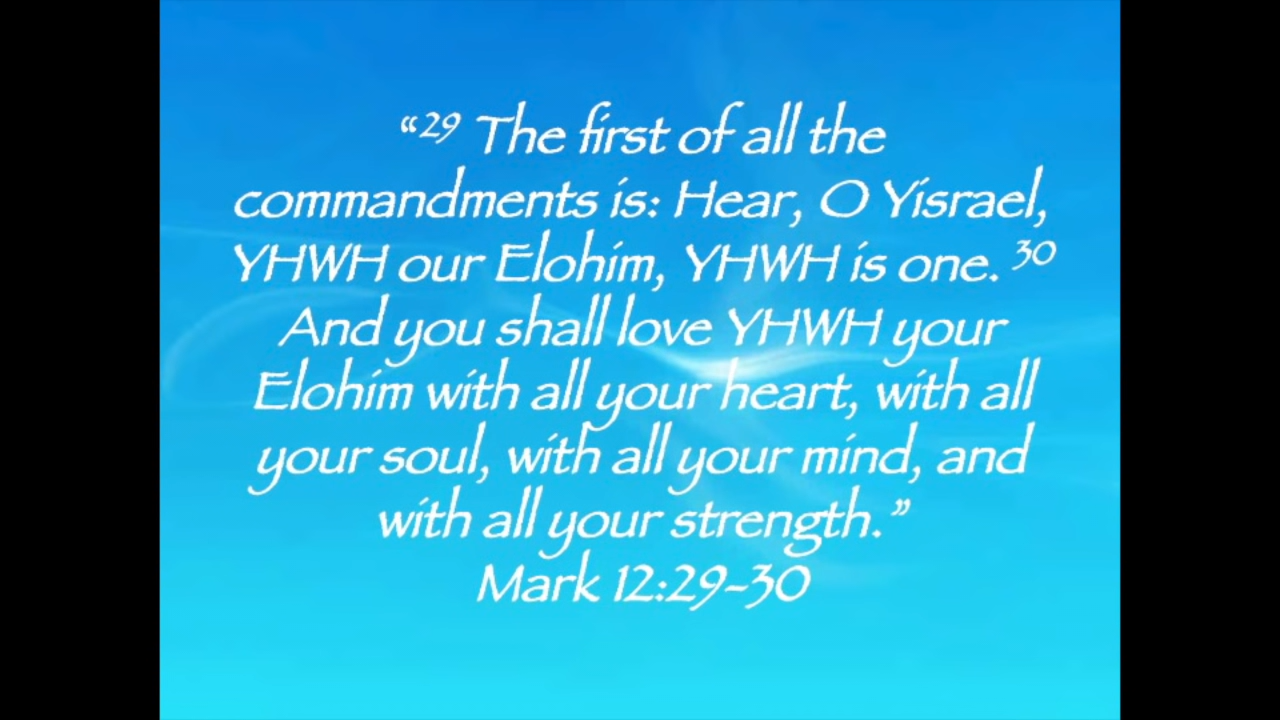 “29 The first of all the
commandments is: Hear, O Yisrael,
YHWH our Elohim, YHWH is one. 30
And you shall love YHWH your
Elohim with all your heart, with all
your soul, with all your mind, and
with all your strength.”
Mark 12:29-30